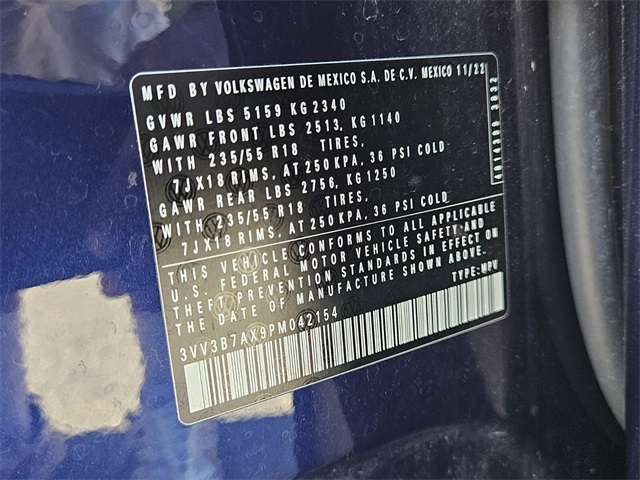 MFD BY VOLKSWAGEN DE MEXICO S.A. DE C.V. MEXICO 11/22
GVWR LBS 5159 KG 2340
GAWR FRONT LBS 2513, KG 1140
WITH 235/55 R18 TIRES,
7JX18 RIMS, AT 250 KPA, 36 PSI COLD
GAWR REAR LBS 2756, KG 1250
WITH 235/55 R18 TIRES,
7JX18 RIMS, AT 250 KPA, 36 PSI COLD
THIS VEHICLE CONFORMS TO ALL APPLICABLE
U.S. FEDERAL MOTOR VEHICLE SAFETY AND
THEFT PREVENTION STANDARDS IN EFFECT ON
THE DATE OF MANUFACTURE SHOWN ABOVE.
TYPE:MPV
3VV3B7AX9PM042154
4014300 3032